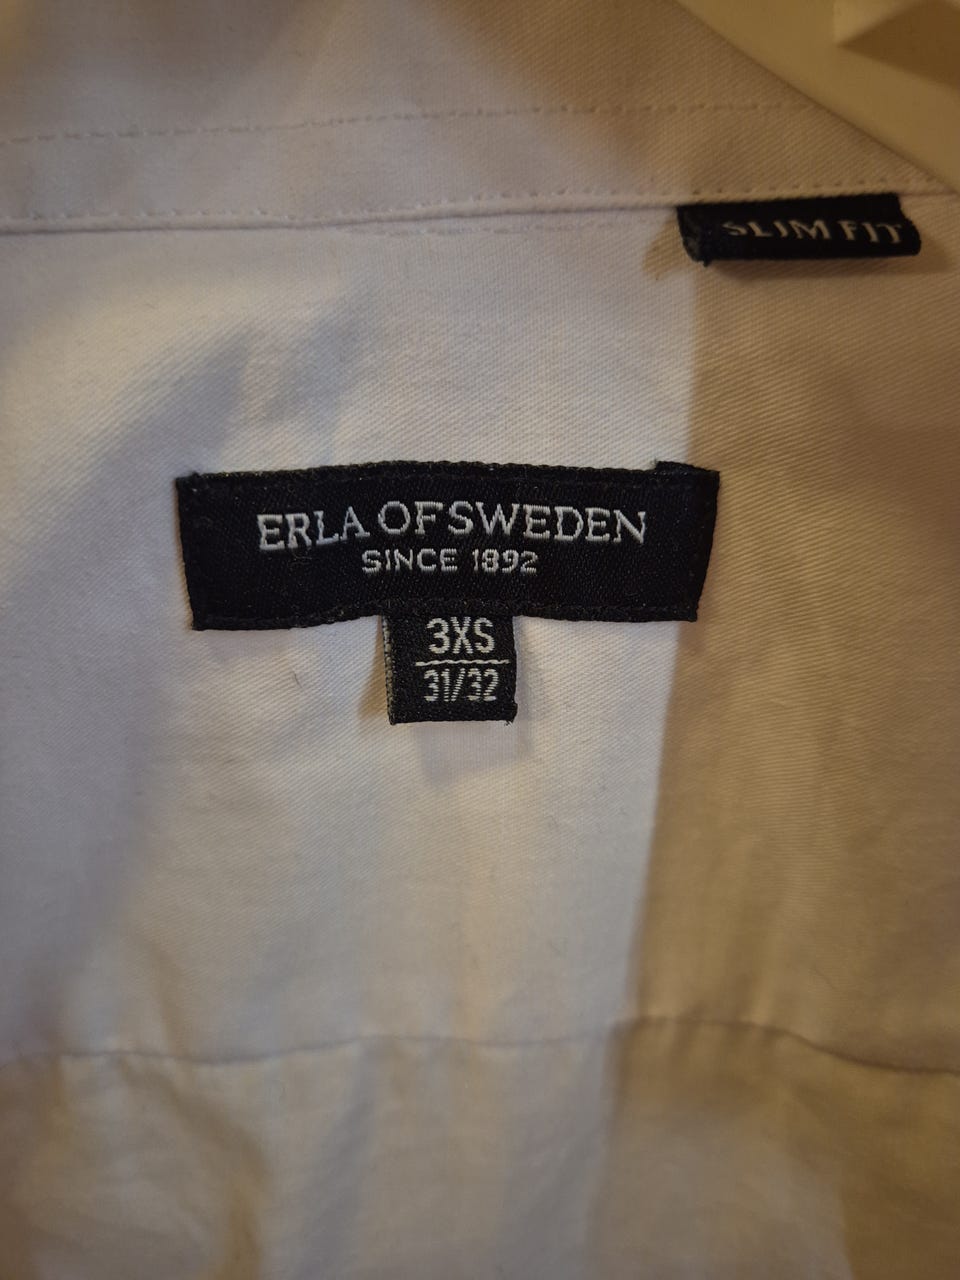 SLIM FIT
ERLA OF SWEDEN
SINCE 1892
3XS
31/32